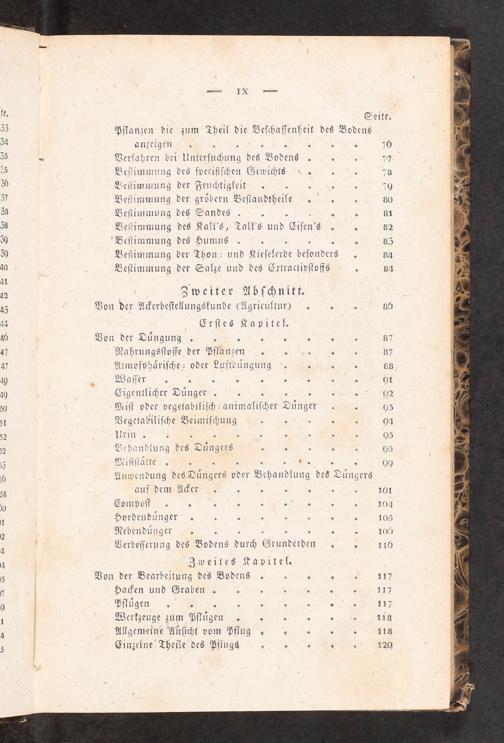 — IX —
Seite.
Pflanzen die zum Theil die Beschaffenheit des Bodens
anzeigen . . . . . . . . 76
Verfahren bei Untersuchung des Bodens . . . 77
Bestimmung des specifischen Gewichts . . . 78
Bestimmung der Feuchtigkeit . . . . . 79
Bestimmung der gröbern Bestandtheile . . . 80
Bestimmung des Sandes . . . . . . 81
Bestimmung des Kalk's, Talk's und Eisen's . . 82
Bestimmung des Humus . . . . . . 83
Bestimmung der Thon- und Kieselerde besonders . 84
Bestimmung der Salze und des Extractivstoffs . 84
Zweiter Abschnitt.
Von der Ackerbestellungskunde (Agricultur) . . . 86
Erstes Kapitel.
Von der Düngung . . . . . . . . 87
Nahrungsstoffe der Pflanzen . . . . . 87
Atmosphärische- oder Luftdüngung . . . . 88
Wasser . . . . . . . . . 91
Eigentlicher Dünger . . . . . . . 92
Mist oder vegetabilisch-animalischer Dünger . . 93
Vegetabilische Beimischung . . . . . 94
Urin . . . . . . . . . . 95
Behandlung des Düngers . . . . . . 95
Miststätte . . . . . . . . . 99
Anwendung des Düngers oder Behandlung des Düngers
auf dem Acker . . . . . . . 101
Compost . . . . . . . . . 104
Hordendünger . . . . . . . . 105
Nebendünger . . . . . . . . 106
Verbesserung des Bodens durch Grunderden . . 116
Zweites Kapitel.
Von der Bearbeitung des Bodens . . . . . 117
Hacken und Graben . . . . . . . 117
Pflügen . . . . . . . . . 117
Werkzeuge zum Pflügen . . . . . . 118
Allgemeine Ansicht vom Pflug . . . . . 118
Einzelne Theile des Pflugs . . . . . 120